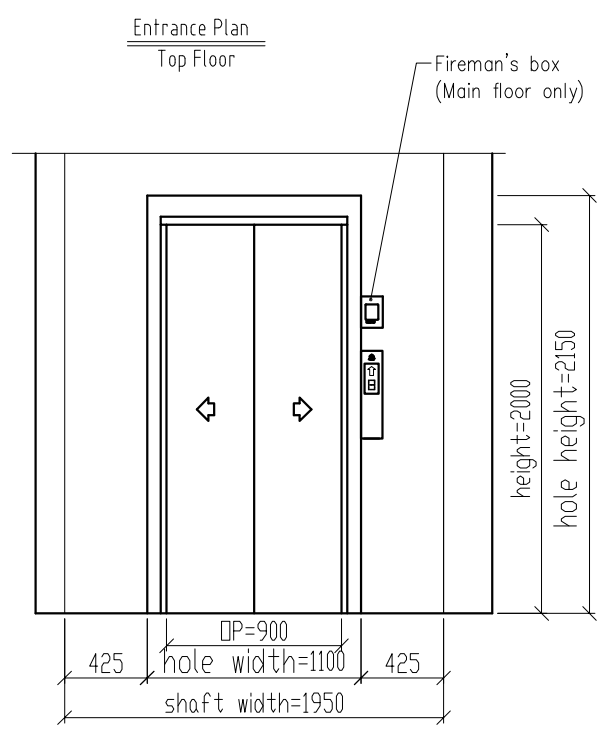 Entrance Plan
Top Floor
Fireman's box
(Main floor only)
height=2000
hole height=2150
□P=900
425
hole width=1100
425
shaft width=1950